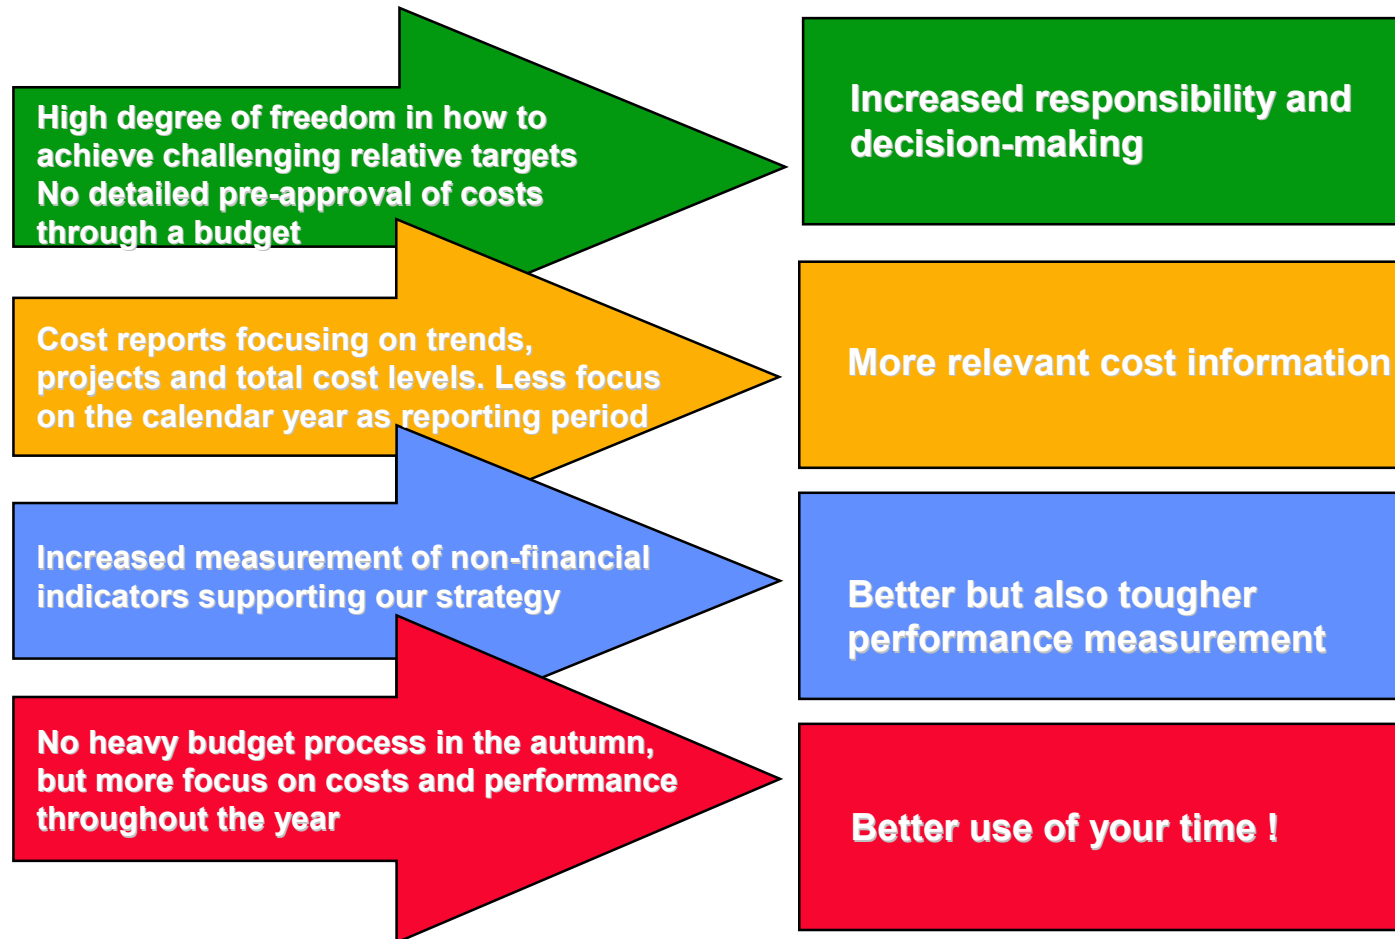 High degree of freedom in how to
achieve challenging relative targets
No detailed pre-approval of costs
through a budget
Increased responsibility and
decision-making
Cost reports focusing on trends,
projects and total cost levels. Less focus
on the calendar year as reporting period
More relevant cost information
Increased measurement of non-financial
indicators supporting our strategy
Better but also tougher
performance measurement
No heavy budget process in the autumn,
but more focus on costs and performance
throughout the year
Better use of your time !